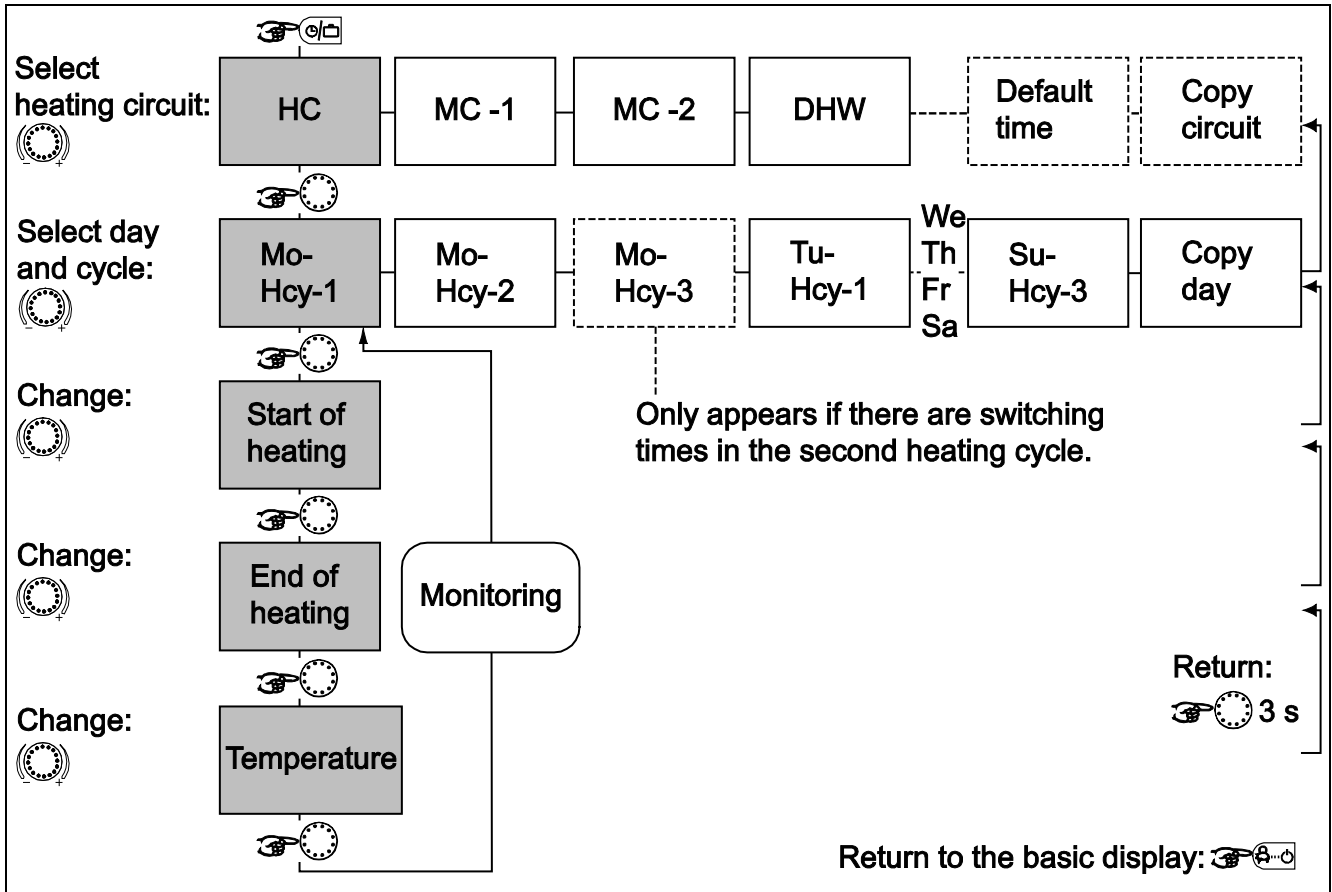 Select
heating circuit:
HC
MC -1
MC -2
DHW
Default
time
Copy
circuit
- +
Select day
and cycle:
Mo-
Hcy-1
Mo-
Hcy-2
Mo-
Hcy-3
Tu-
Hcy-1
We
Th
Fr
Sa
Su-
Hcy-3
Copy
day
- +
Change:
Start of
heating
- +
Only appears if there are switching
times in the second heating cycle.
Change:
End of
heating
- +
Monitoring
Change:
Temperature
- +
Return:
3 s
Return to the basic display: